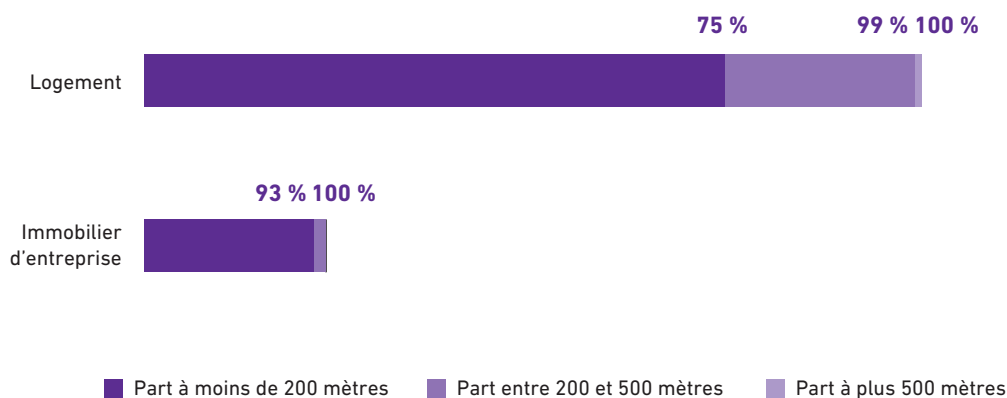 75 %
99 % 100 %
Logement
93 % 100 %
Immobilier
d'entreprise
Part à moins de 200 mètres
Part entre 200 et 500 mètres
Part à plus 500 mètres